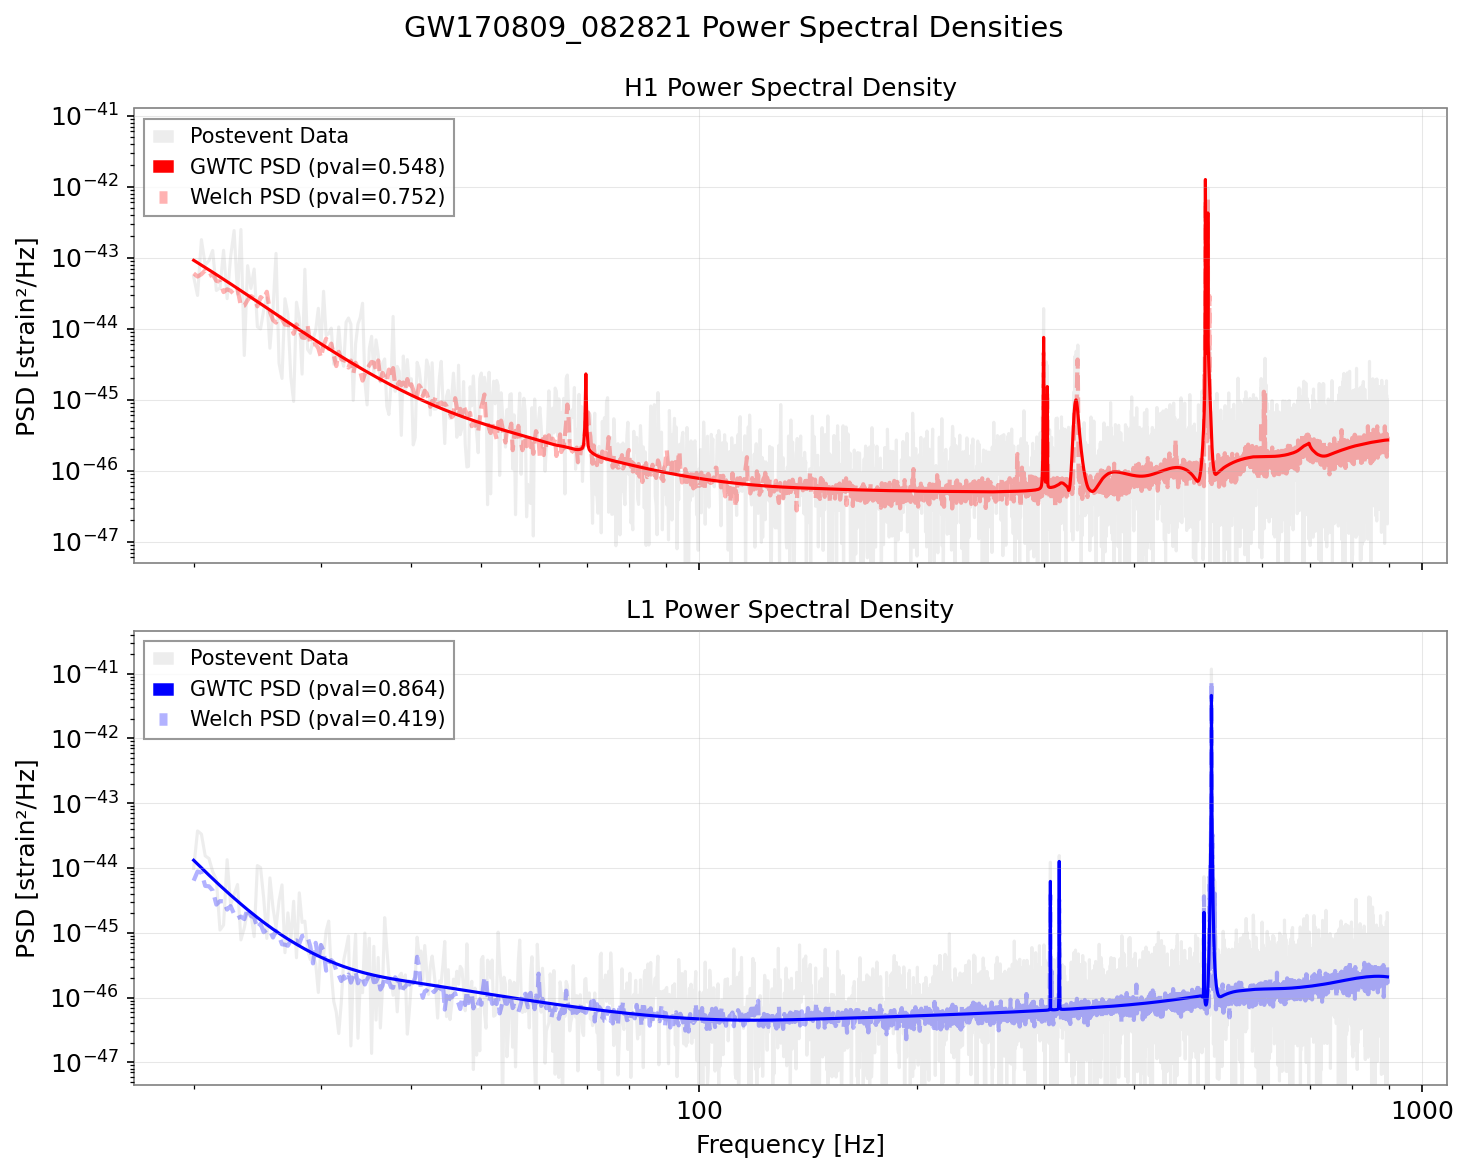 GW170809_082821 Power Spectral Densities
H1 Power Spectral Density
PSD [strain²/Hz]
10⁻⁴¹
10⁻⁴²
10⁻⁴³
10⁻⁴⁴
10⁻⁴⁵
10⁻⁴⁶
10⁻⁴⁷
Postevent Data
GWTC PSD (pval=0.548)
Welch PSD (pval=0.752)
L1 Power Spectral Density
PSD [strain²/Hz]
10⁻⁴¹
10⁻⁴²
10⁻⁴³
10⁻⁴⁴
10⁻⁴⁵
10⁻⁴⁶
10⁻⁴⁷
Postevent Data
GWTC PSD (pval=0.864)
Welch PSD (pval=0.419)
100 1000
Frequency [Hz]